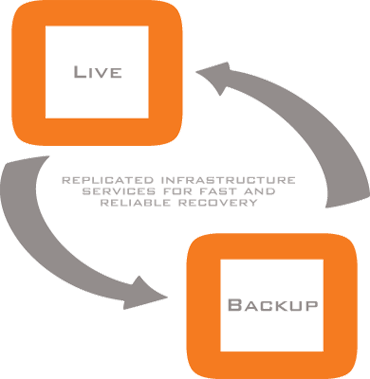 Live
Replicated infrastructure
services for fast and
reliable recovery
Backup